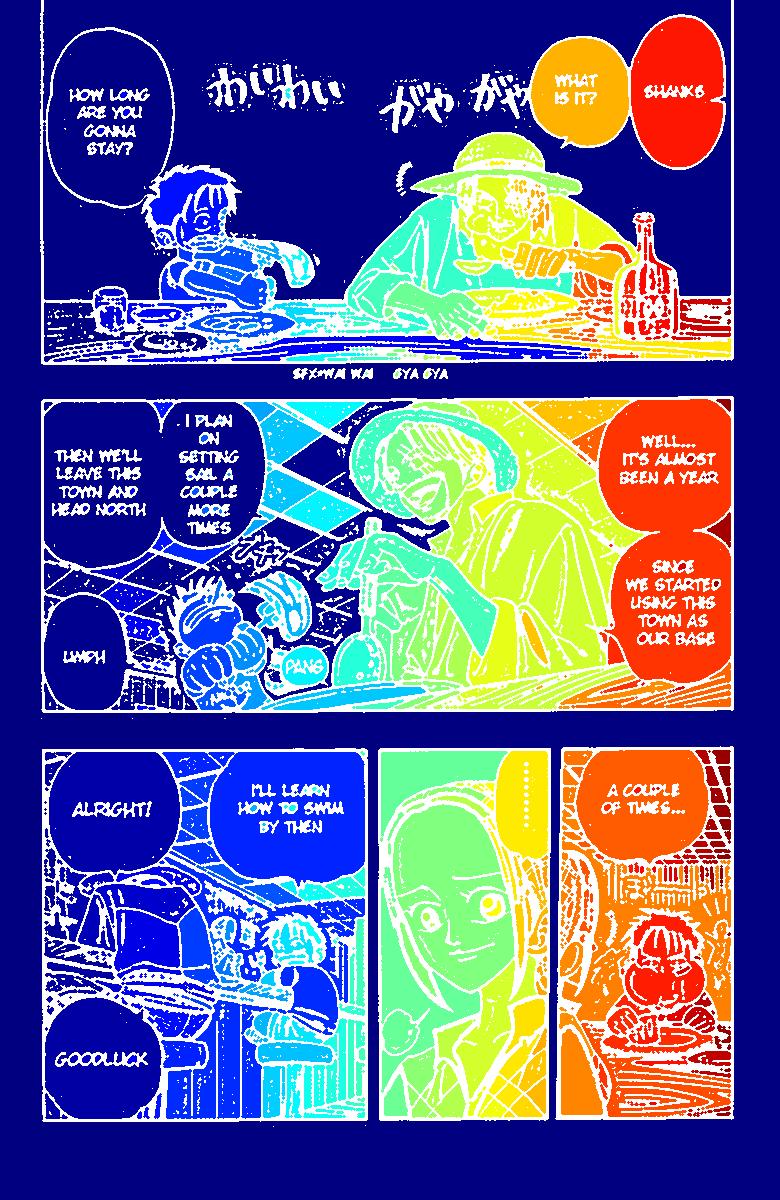 SHANKS
WHAT
IS IT?
がや がや
わいわい
HOW LONG
ARE YOU
GONNA
STAY?
SFX*WAI WAI GYA GYA
WELL...
IT'S ALMOST
BEEN A YEAR
SINCE
WE STARTED
USING THIS
TOWN AS
OUR BASE
I PLAN
ON
SETTING
SAIL A
COUPLE
MORE
TIMES
THEN WE'LL
LEAVE THIS
TOWN AND
HEAD NORTH
PANG
UMPH
A COUPLE
OF TIMES...
.........
I'LL LEARN
HOW TO SWIM
BY THEN
ALRIGHT!
GOODLUCK